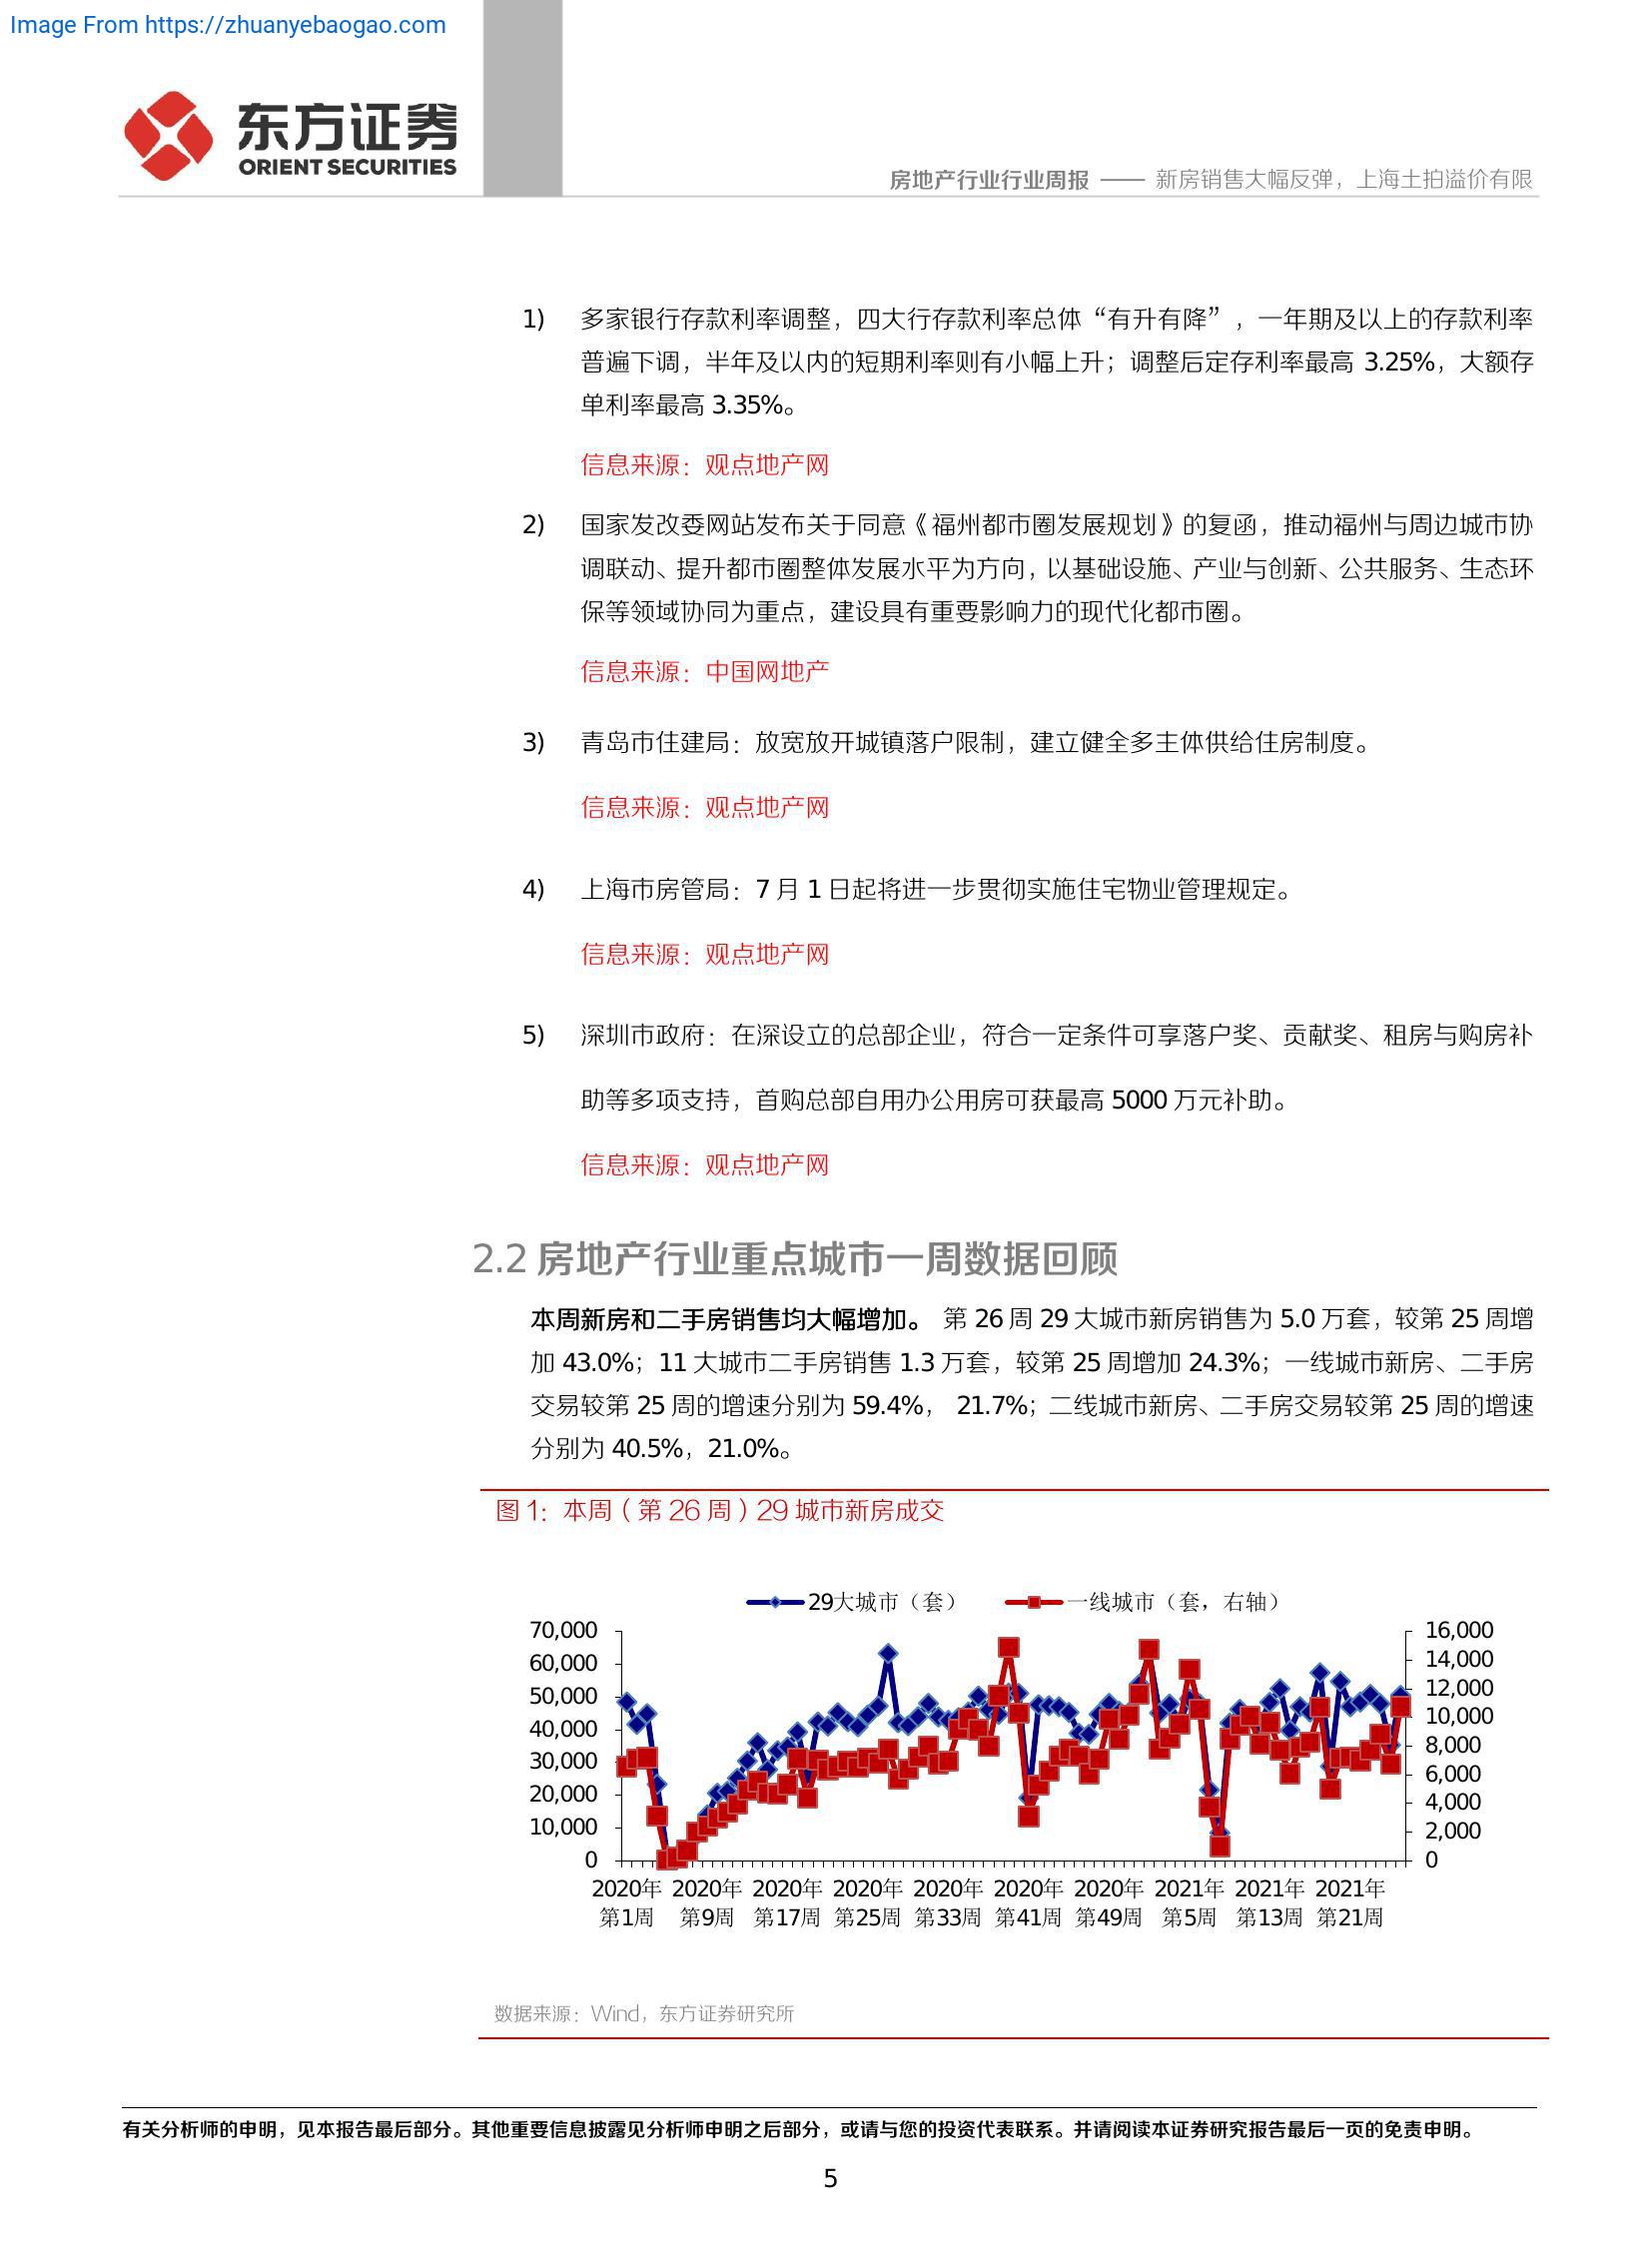 Image From https://zhuanyebaogao.com
东方证券
ORIENT SECURITIES
房地产行业行业周报 —— 新房销售大幅反弹，上海土拍溢价有限
1) 多家银行存款利率调整，四大行存款利率总体“有升有降”，一年期及以上的存款利率
普遍下调，半年及以内的短期利率则有小幅上升；调整后定存利率最高 3.25%，大额存
单利率最高 3.35%。
信息来源：观点地产网
2) 国家发改委网站发布关于同意《福州都市圈发展规划》的复函，推动福州与周边城市协
调联动、提升都市圈整体发展水平为方向，以基础设施、产业与创新、公共服务、生态环
保等领域协同为重点，建设具有重要影响力的现代化都市圈。
信息来源：中国网地产
3) 青岛市住建局：放宽放开城镇落户限制，建立健全多主体供给住房制度。
信息来源：观点地产网
4) 上海市房管局：7 月 1 日起将进一步贯彻实施住宅物业管理规定。
信息来源：观点地产网
5) 深圳市政府：在深设立的总部企业，符合一定条件可享落户奖、贡献奖、租房与购房补
助等多项支持，首购总部自用办公用房可获最高 5000 万元补助。
信息来源：观点地产网
2.2 房地产行业重点城市一周数据回顾
本周新房和二手房销售均大幅增加。 第 26 周 29 大城市新房销售为 5.0 万套，较第 25 周增
加 43.0%；11 大城市二手房销售 1.3 万套，较第 25 周增加 24.3%；一线城市新房、二手房
交易较第 25 周的增速分别为 59.4%， 21.7%；二线城市新房、二手房交易较第 25 周的增速
分别为 40.5%，21.0%。
图 1：本周（第 26 周）29 城市新房成交
29大城市（套） 一线城市（套，右轴）
70,000 16,000
60,000 14,000
50,000 12,000
40,000 10,000
30,000 8,000
20,000 6,000
10,000 4,000
0 2,000
0
2020年 2020年 2020年 2020年 2020年 2020年 2020年 2021年 2021年 2021年
第1周 第9周 第17周 第25周 第33周 第41周 第49周 第5周 第13周 第21周
数据来源：Wind，东方证券研究所
有关分析师的申明，见本报告最后部分。其他重要信息披露见分析师申明之后部分，或请与您的投资代表联系。并请阅读本证券研究报告最后一页的免责申明。
5